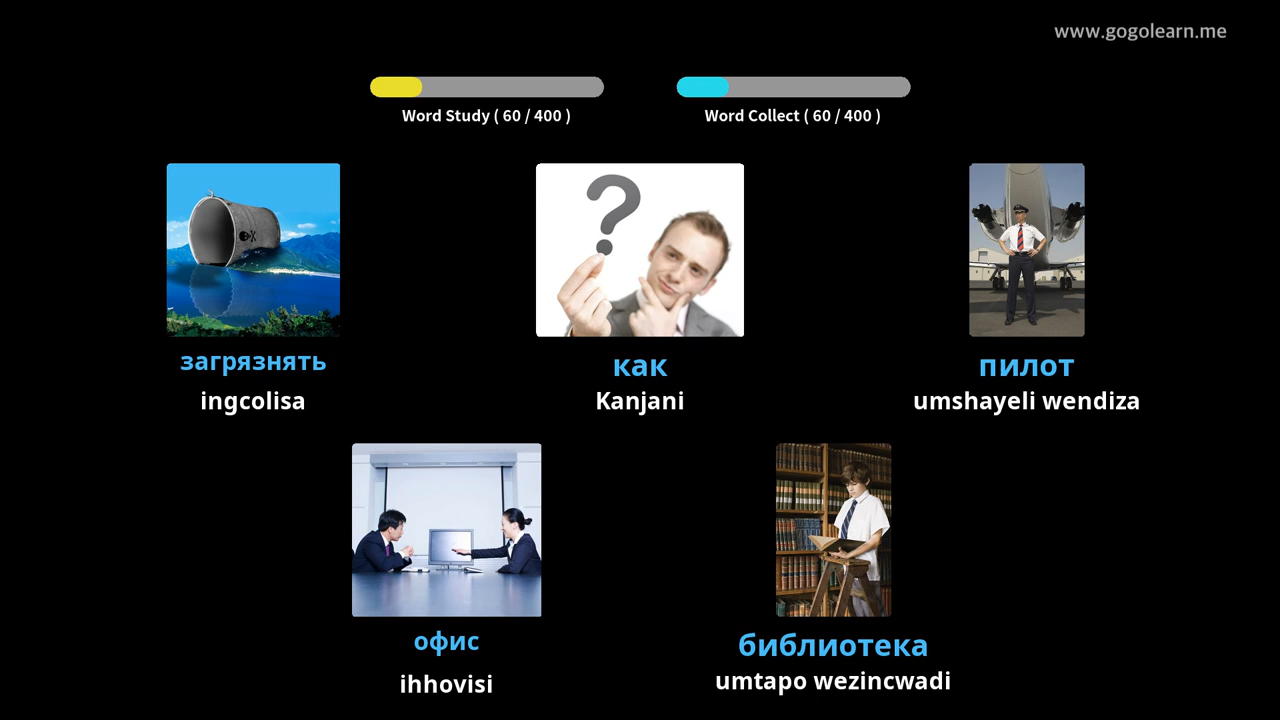 www.gogolearn.me
Word Study ( 60 / 400 )
Word Collect ( 60 / 400 )
загрязнять
ingcolisa
как
Kanjani
пилот
umshayeli wendiza
офис
ihhovisi
библиотека
umtapo wezincwadi